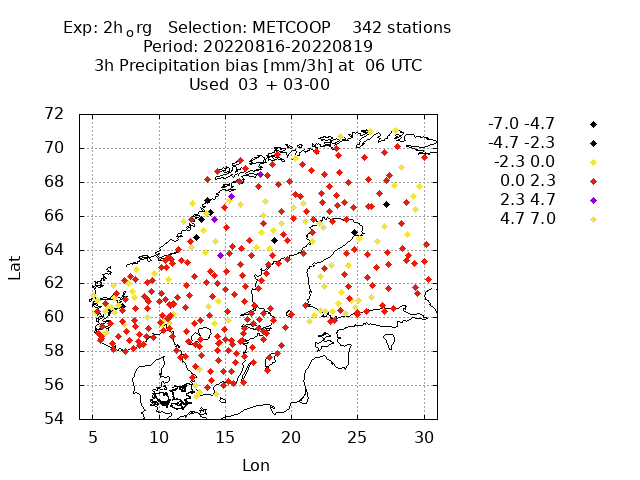 Exp: 2h_org   Selection: METCOOP    342 stations
Period: 20220816-20220819
3h Precipitation bias [mm/3h] at  06 UTC
Used  03 + 03-00
72
70
68
66
64
62
60
58
56
54
Lat
5 10 15 20 25 30
Lon
-7.0 -4.7
-4.7 -2.3
-2.3 0.0
0.0 2.3
2.3 4.7
4.7 7.0